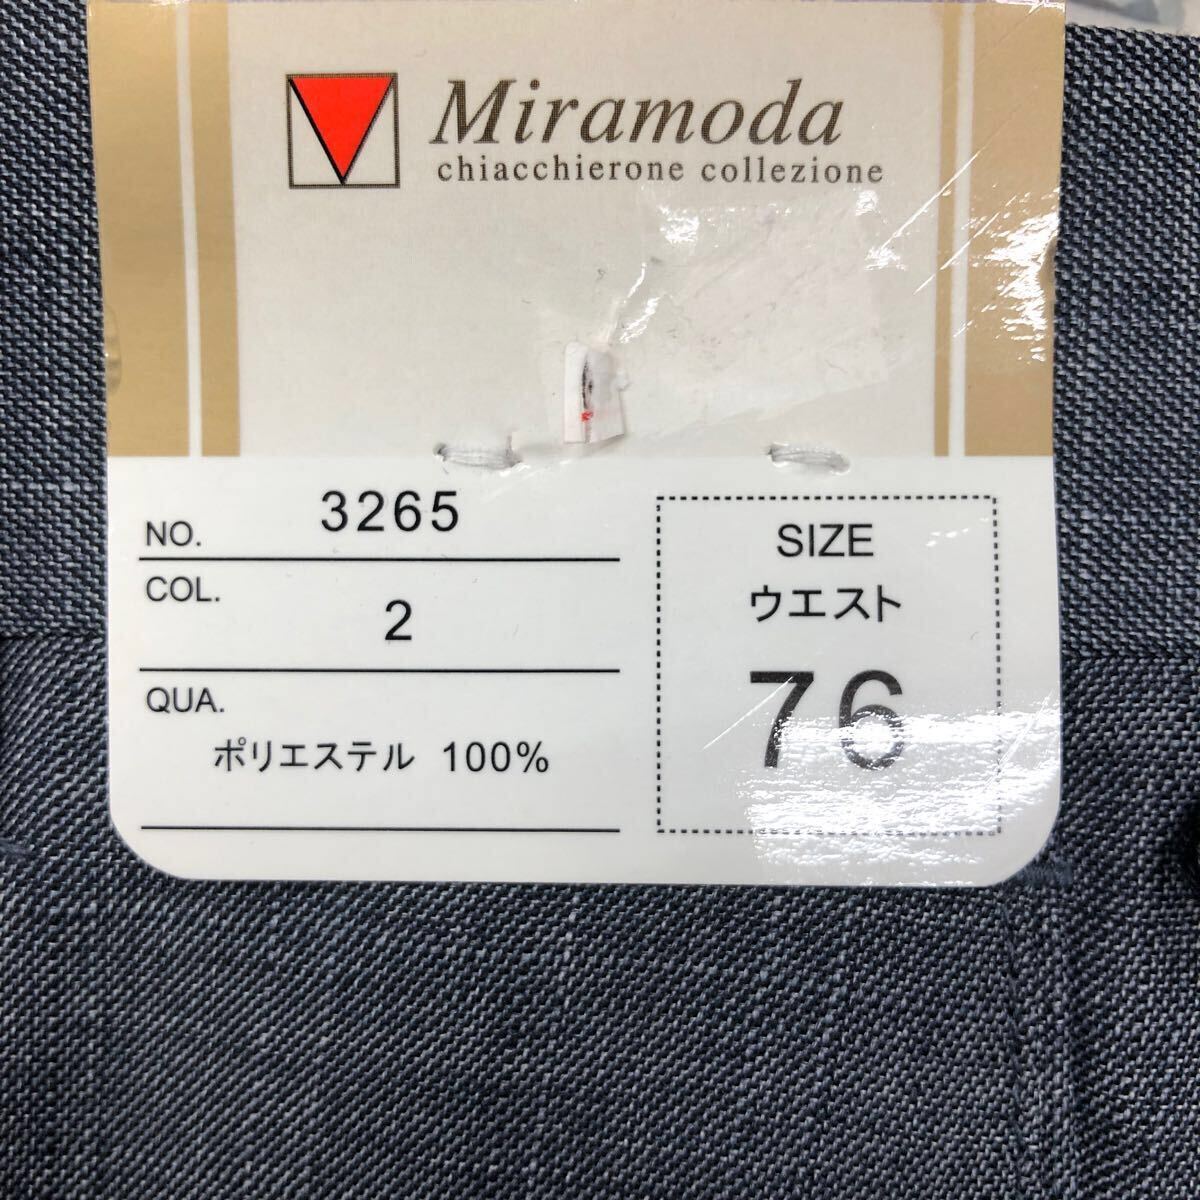 Miramoda
chiacchierone collezione
NO. 3265
COL. 2
QUA.
ポリエステル 100%
SIZE
ウエスト
76